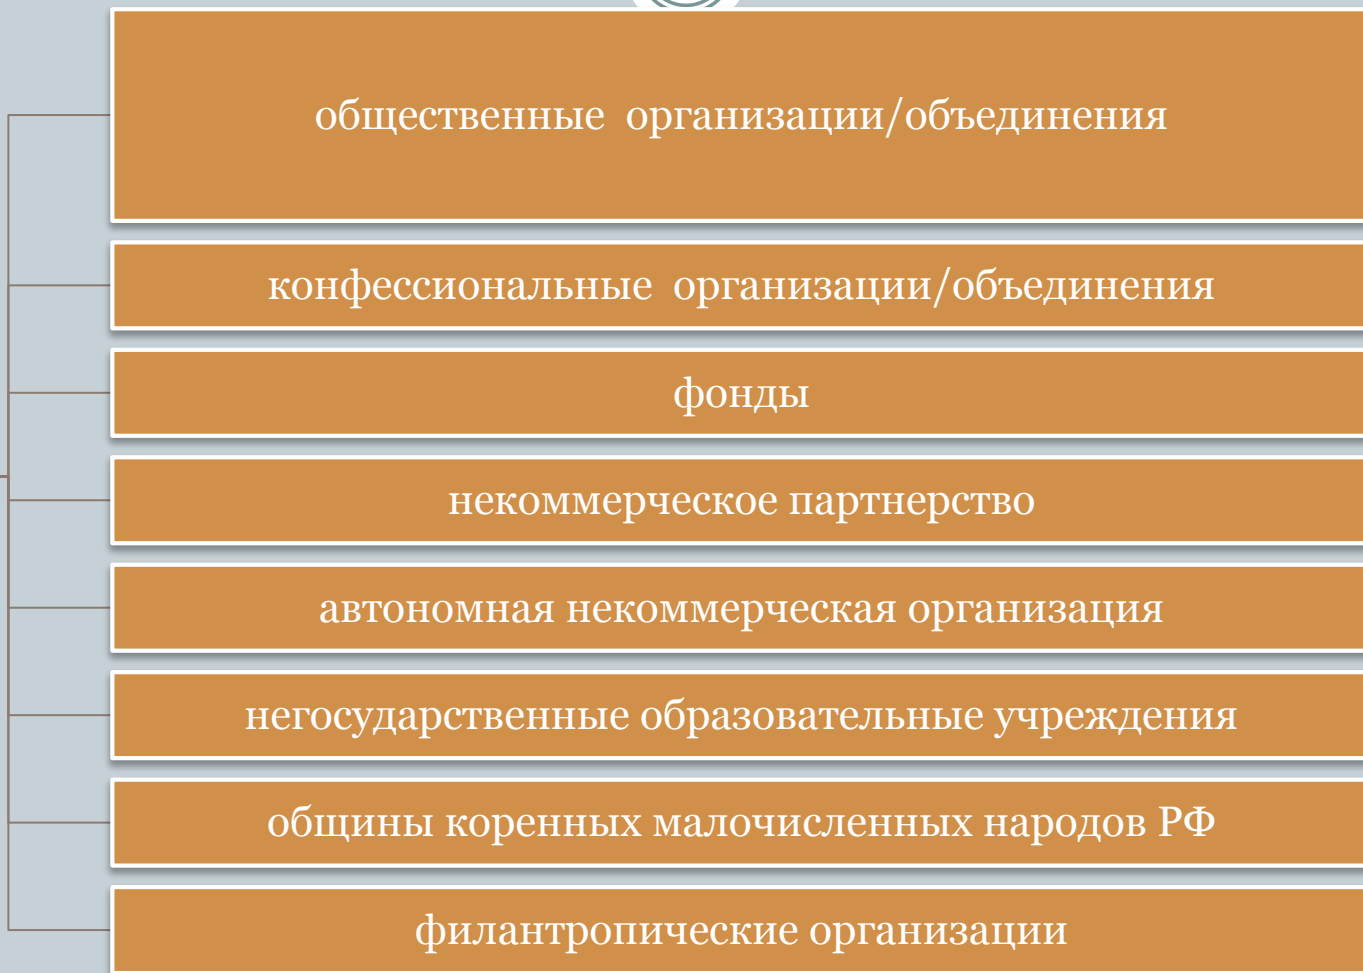 общественные организации/объединения
конфессиональные организации/объединения
фонды
некоммерческое партнерство
автономная некоммерческая организация
негосударственные образовательные учреждения
общины коренных малочисленных народов РФ
филантропические организации